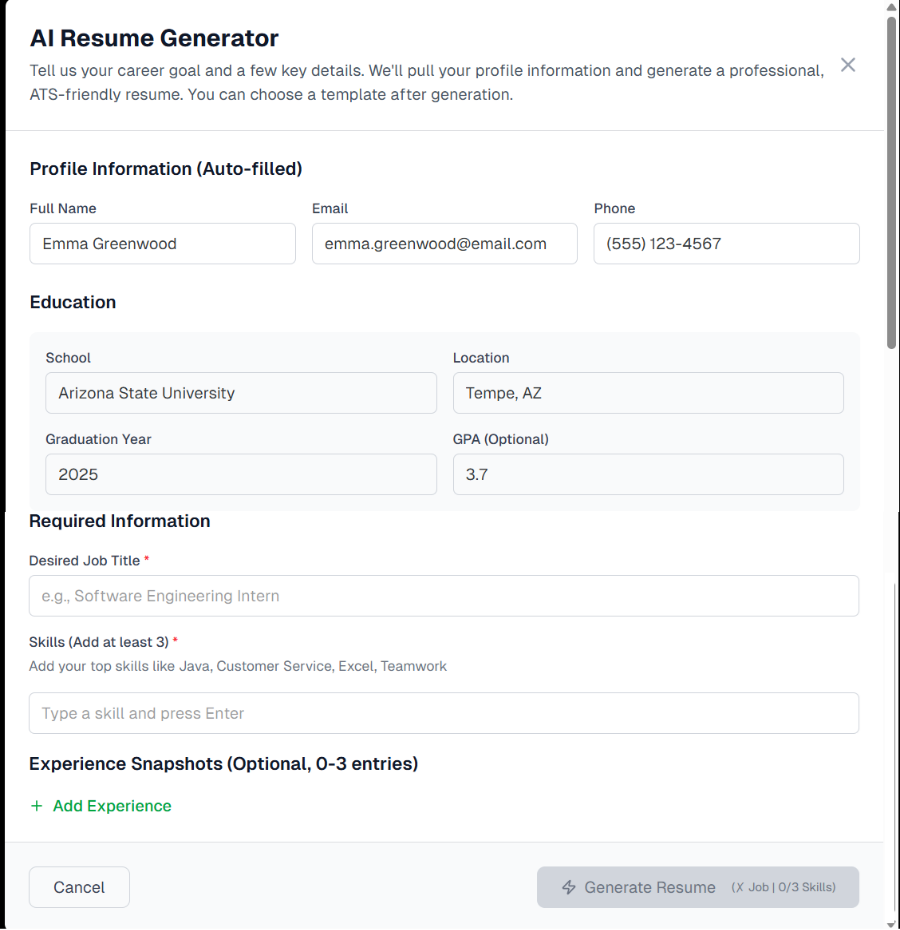 AI Resume Generator
Tell us your career goal and a few key details. We'll pull your profile information and generate a professional,
ATS-friendly resume. You can choose a template after generation.
Profile Information (Auto-filled)
Full Name
Email
Phone
Emma Greenwood
emma.greenwood@email.com
(555) 123-4567
Education
School
Location
Arizona State University
Tempe, AZ
Graduation Year
GPA (Optional)
2025
3.7
Required Information
Desired Job Title *
e.g., Software Engineering Intern
Skills (Add at least 3) *
Add your top skills like Java, Customer Service, Excel, Teamwork
Type a skill and press Enter
Experience Snapshots (Optional, 0-3 entries)
+ Add Experience
Cancel
Generate Resume (✗ Job | 0/3 Skills)